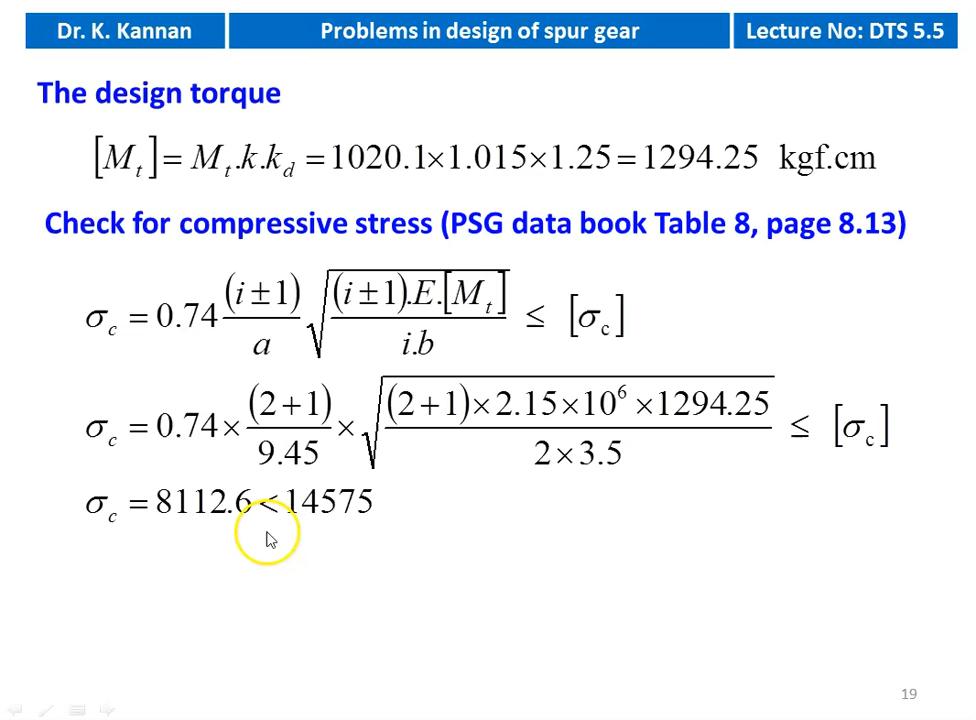 Dr. K. Kannan Problems in design of spur gear Lecture No: DTS 5.5
The design torque
[M_t] = M_t.k.k_d = 1020.1×1.015×1.25 = 1294.25 kgf.cm
Check for compressive stress (PSG data book Table 8, page 8.13)
σ_c = 0.74 (i ± 1)/a √((i ± 1).E.[M_t]/i.b) ≤ [σ_c]
σ_c = 0.74 × (2 + 1)/9.45 × √((2 + 1) × 2.15 × 10^6 × 1294.25/2 × 3.5) ≤ [σ_c]
σ_c = 8112.6 < 14575
19